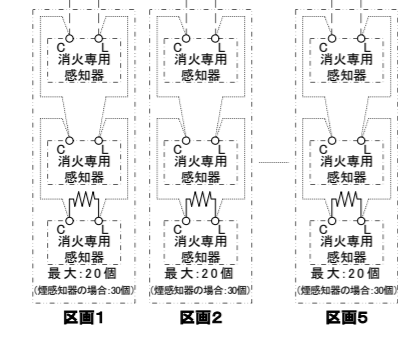 C L
消火専用
感知器
C L
消火専用
感知器
C L
消火専用
感知器
最大:20個
(煙感知器の場合:30個)
区画1
C L
消火専用
感知器
C L
消火専用
感知器
C L
消火専用
感知器
最大:20個
(煙感知器の場合:30個)
区画2
C L
消火専用
感知器
C L
消火専用
感知器
C L
消火専用
感知器
最大:20個
(煙感知器の場合:30個)
区画5